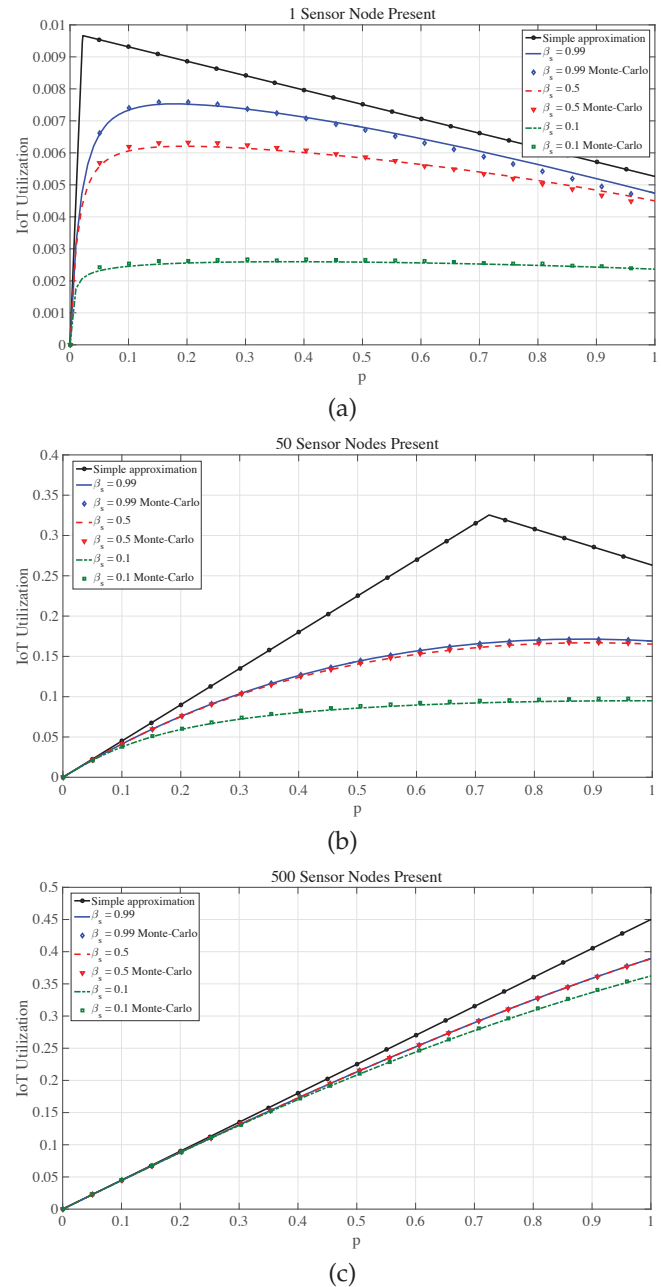 1 Sensor Node Present
0.01
0.009
0.008
0.007
0.006
0.005
0.004
0.003
0.002
0.001
0
IoT Utilization
Simple approximation
β_s = 0.99
β_s = 0.99 Monte-Carlo
β_s = 0.5
β_s = 0.5 Monte-Carlo
β_s = 0.1
β_s = 0.1 Monte-Carlo
0 0.1 0.2 0.3 0.4 0.5 0.6 0.7 0.8 0.9 1
p
(a)
50 Sensor Nodes Present
0.4
0.35
0.3
0.25
0.2
0.15
0.1
0.05
0
IoT Utilization
Simple approximation
β_s = 0.99
β_s = 0.99 Monte-Carlo
β_s = 0.5
β_s = 0.5 Monte-Carlo
β_s = 0.1
β_s = 0.1 Monte-Carlo
0 0.1 0.2 0.3 0.4 0.5 0.6 0.7 0.8 0.9 1
p
(b)
500 Sensor Nodes Present
0.5
0.45
0.4
0.35
0.3
0.25
0.2
0.15
0.1
0.05
0
IoT Utilization
Simple approximation
β_s = 0.99
β_s = 0.99 Monte-Carlo
β_s = 0.5
β_s = 0.5 Monte-Carlo
β_s = 0.1
β_s = 0.1 Monte-Carlo
0 0.1 0.2 0.3 0.4 0.5 0.6 0.7 0.8 0.9 1
p
(c)